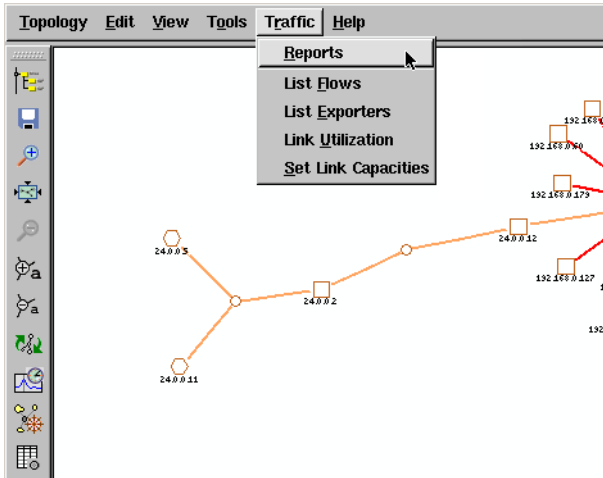 Topology Edit View Tools Traffic Help
Reports
List Flows
List Exporters
Link Utilization
Set Link Capacities
192.168.0.60
192.168.0.179
24.0.0.12
24.0.0.5
192.168.0.127
24.0.0.2
24.0.0.11
a
a